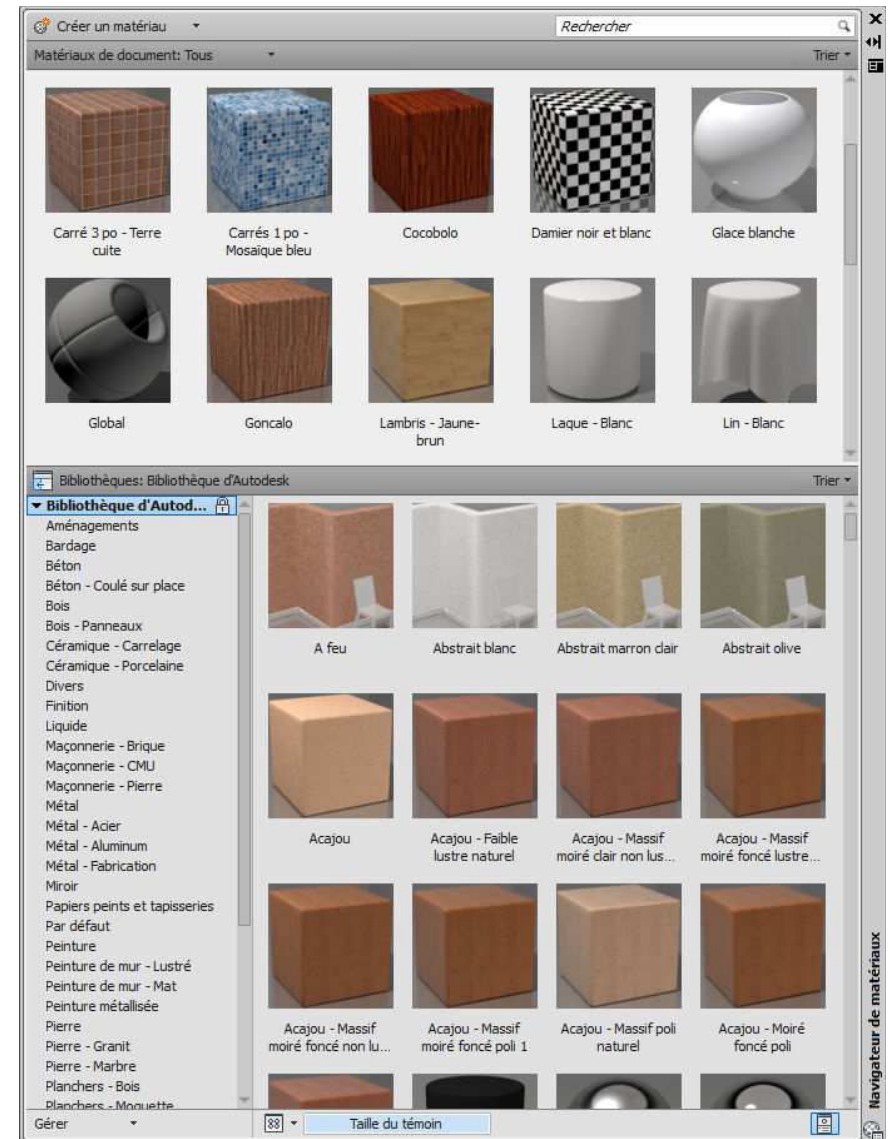 Créer un matériau
Rechercher
Matériaux de document: Tous
Trier
Carré 3 po - Terre
cuite
Carrés 1 po -
Mosaïque bleu
Cocobolo
Damier noir et blanc
Glace blanche
Global
Goncalo
Lambris - Jaune-
brun
Laque - Blanc
Lin - Blanc
Bibliothèques: Bibliothèque d'Autodesk
Trier
Bibliothèque d'Autod...
Aménagements
Bardage
Béton
Béton - Coulé sur place
Bois
Bois - Panneaux
Céramique - Carrelage
Céramique - Porcelaine
Divers
Finition
Liquide
Maçonnerie - Brique
Maçonnerie - CMU
Maçonnerie - Pierre
Métal
Métal - Acier
Métal - Aluminum
Métal - Fabrication
Miroir
Papiers peints et tapisseries
Par défaut
Peinture
Peinture de mur - Lustré
Peinture de mur - Mat
Peinture métallisée
Pierre
Pierre - Granit
Pierre - Marbre
Planchers - Bois
Planchers - Moquette
A feu
Abstrait blanc
Abstrait marron clair
Abstrait olive
Acajou
Acajou - Faible
lustre naturel
Acajou - Massif
moiré clair non lus...
Acajou - Massif
moiré foncé lustre...
Acajou - Massif
moiré foncé non lu...
Acajou - Massif
moiré foncé poli 1
Acajou - Massif poli
naturel
Acajou - Moiré
foncé poli
Gérer
Taille du témoin
Navigateur de matériaux